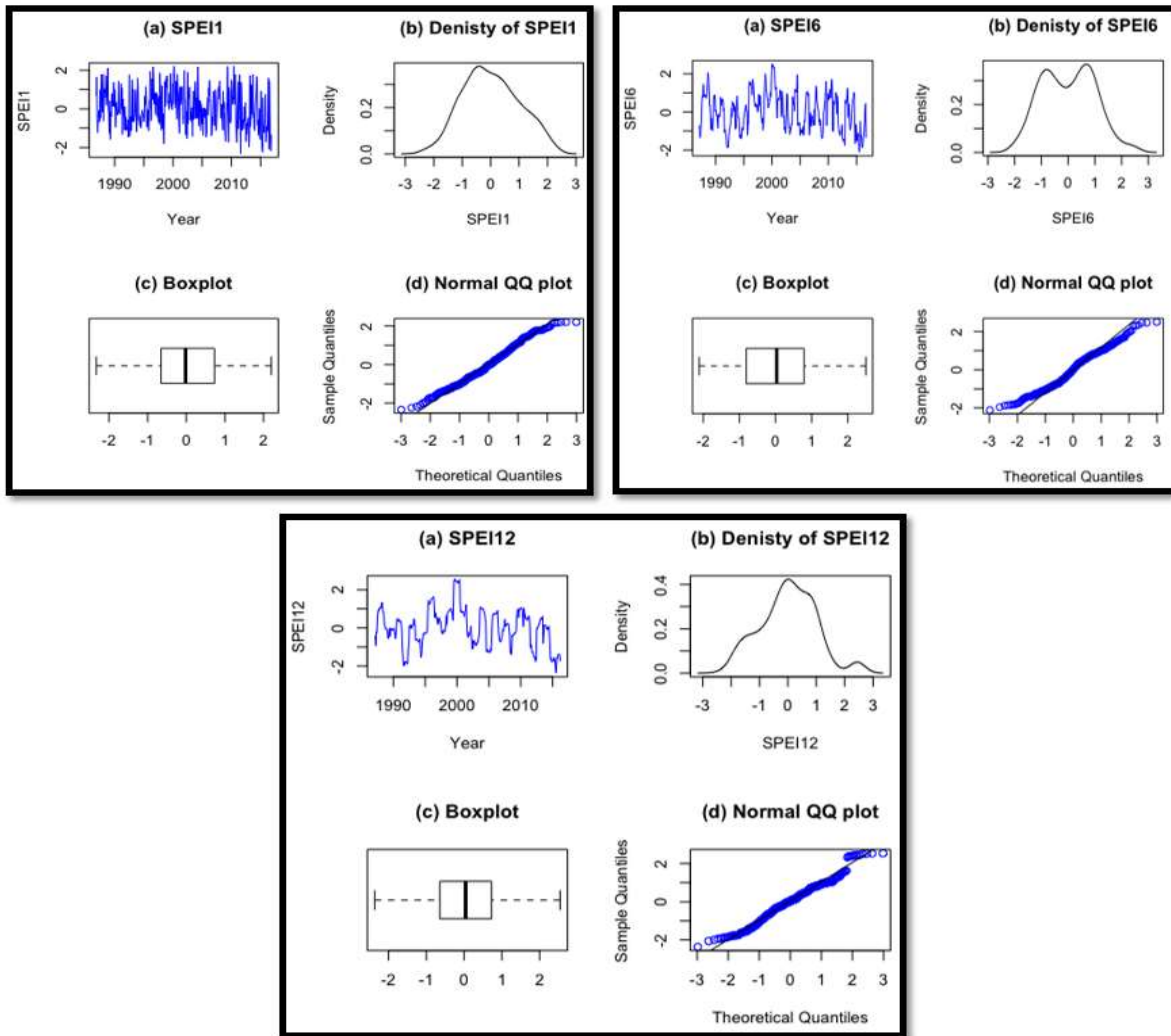 (a) SPEI1
SPEI1
2
0
-2
1990 2000 2010
Year
(b) Denisty of SPEI1
Density
0.2
0.0
-3 -2 -1 0 1 2 3
SPEI1
(c) Boxplot
-2 -1 0 1 2
(d) Normal QQ plot
Sample Quantiles
2
0
-2
-3 -2 -1 0 1 2 3
Theoretical Quantiles
(a) SPEI6
SPEI6
2
0
-2
1990 2000 2010
Year
(b) Denisty of SPEI6
Density
0.2
0.0
-3 -2 -1 0 1 2 3
SPEI6
(c) Boxplot
-2 -1 0 1 2
(d) Normal QQ plot
Sample Quantiles
2
0
-2
-3 -2 -1 0 1 2 3
Theoretical Quantiles
(a) SPEI12
SPEI12
2
0
-2
1990 2000 2010
Year
(b) Denisty of SPEI12
Density
0.4
0.2
0.0
-3 -1 0 1 2 3
SPEI12
(c) Boxplot
-2 -1 0 1 2
(d) Normal QQ plot
Sample Quantiles
2
0
-2
-3 -2 -1 0 1 2 3
Theoretical Quantiles